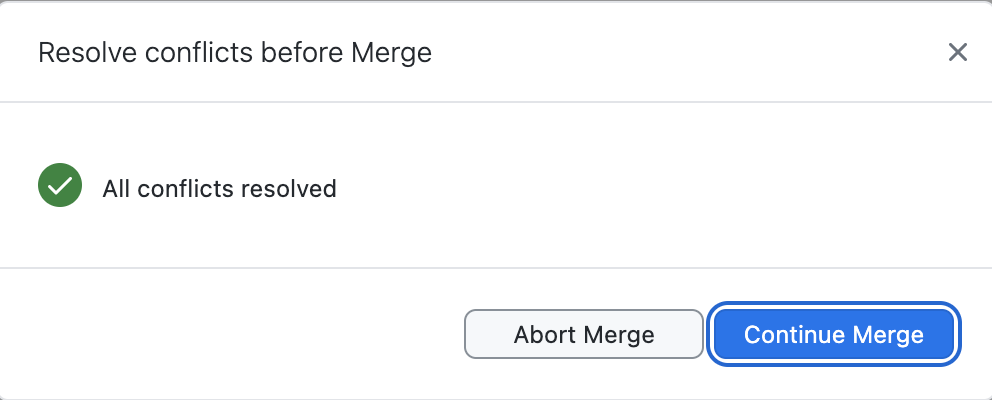 Resolve conflicts before Merge
All conflicts resolved
Abort Merge
Continue Merge